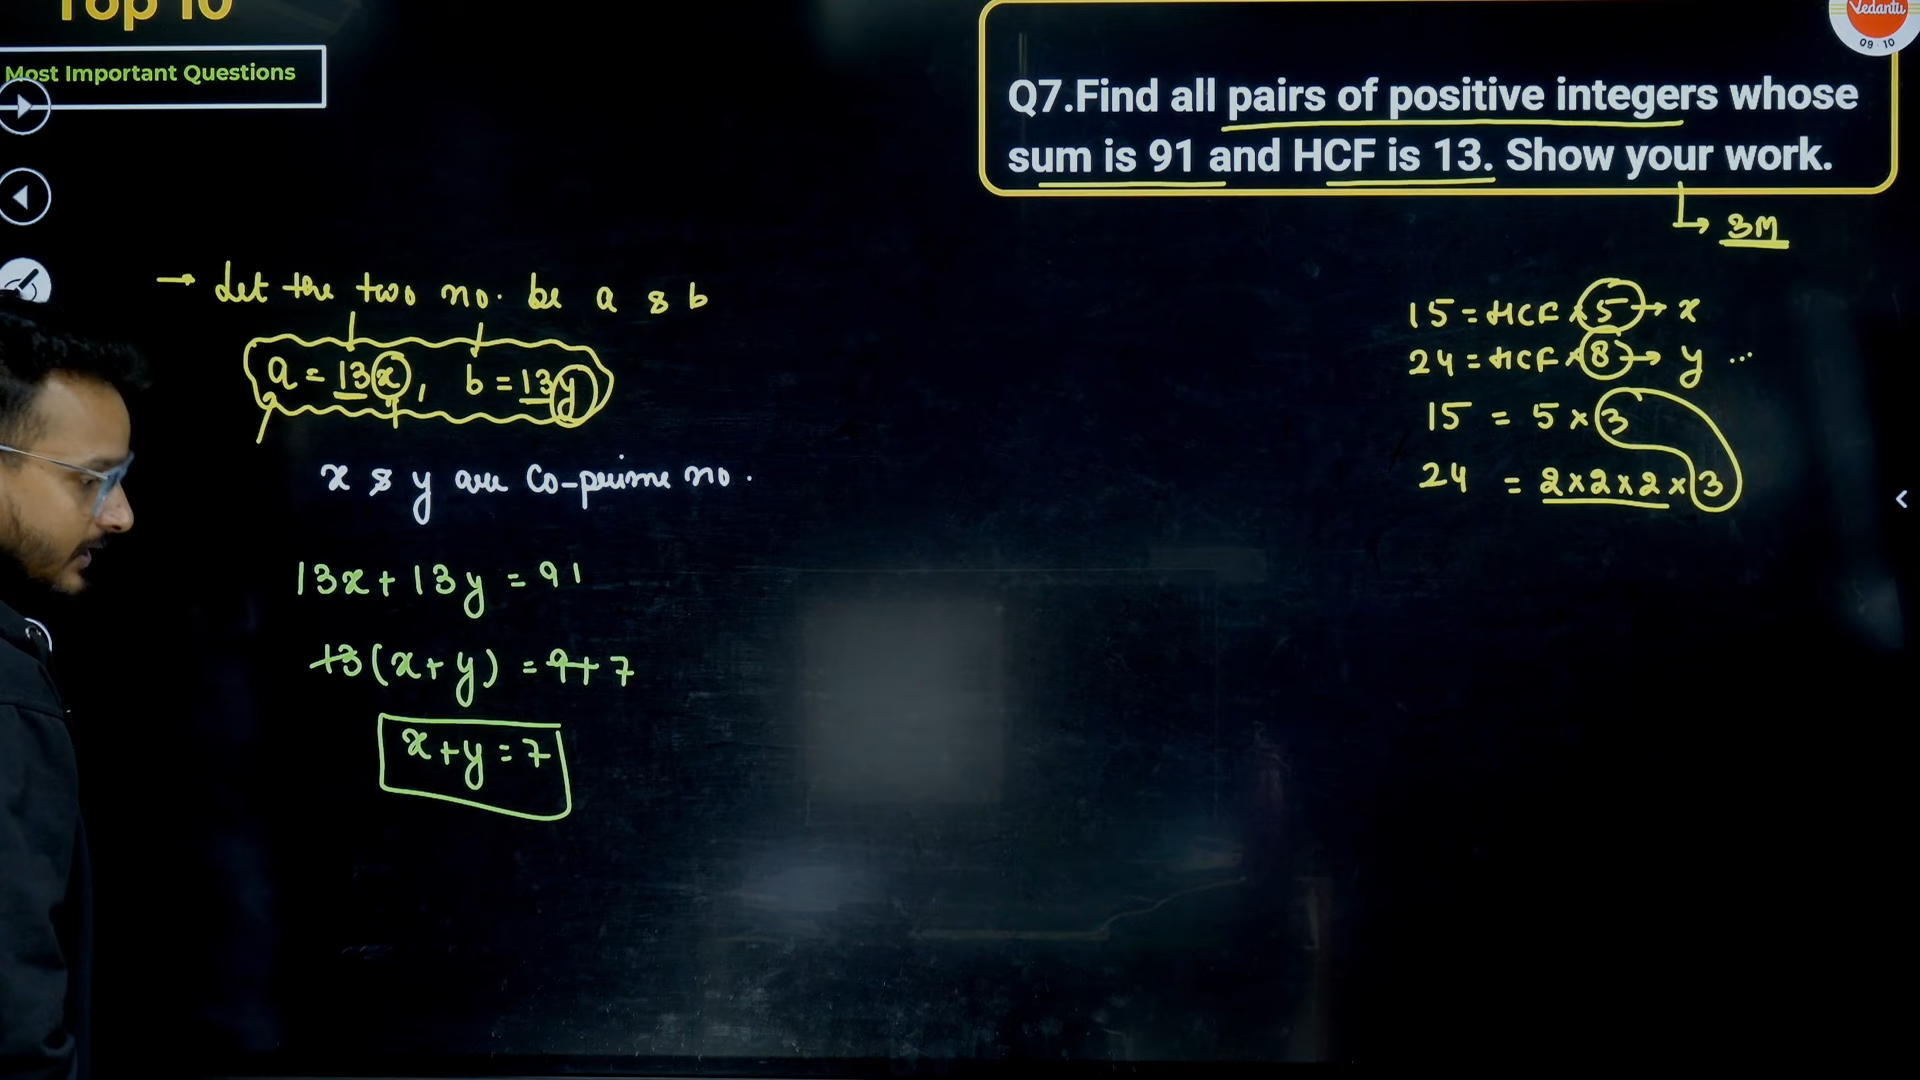 Top 10
Most Important Questions
Vedantu
09 10
Q7.Find all pairs of positive integers whose
sum is 91 and HCF is 13. Show your work.
↳ 3M
→ Let the two no. be a & b
a = 13x, b = 13y
x & y are Co-prime no.
13x + 13y = 91
13(x+y) = 91 7
x+y = 7
15 = HCF × 5 → x
24 = HCF × 8 → y ...
15 = 5 × 3
24 = 2×2×2×3